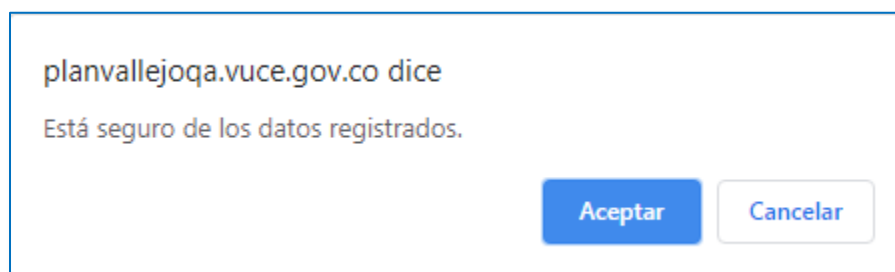 planvallejoqa.vuce.gov.co dice
Está seguro de los datos registrados.
Aceptar Cancelar